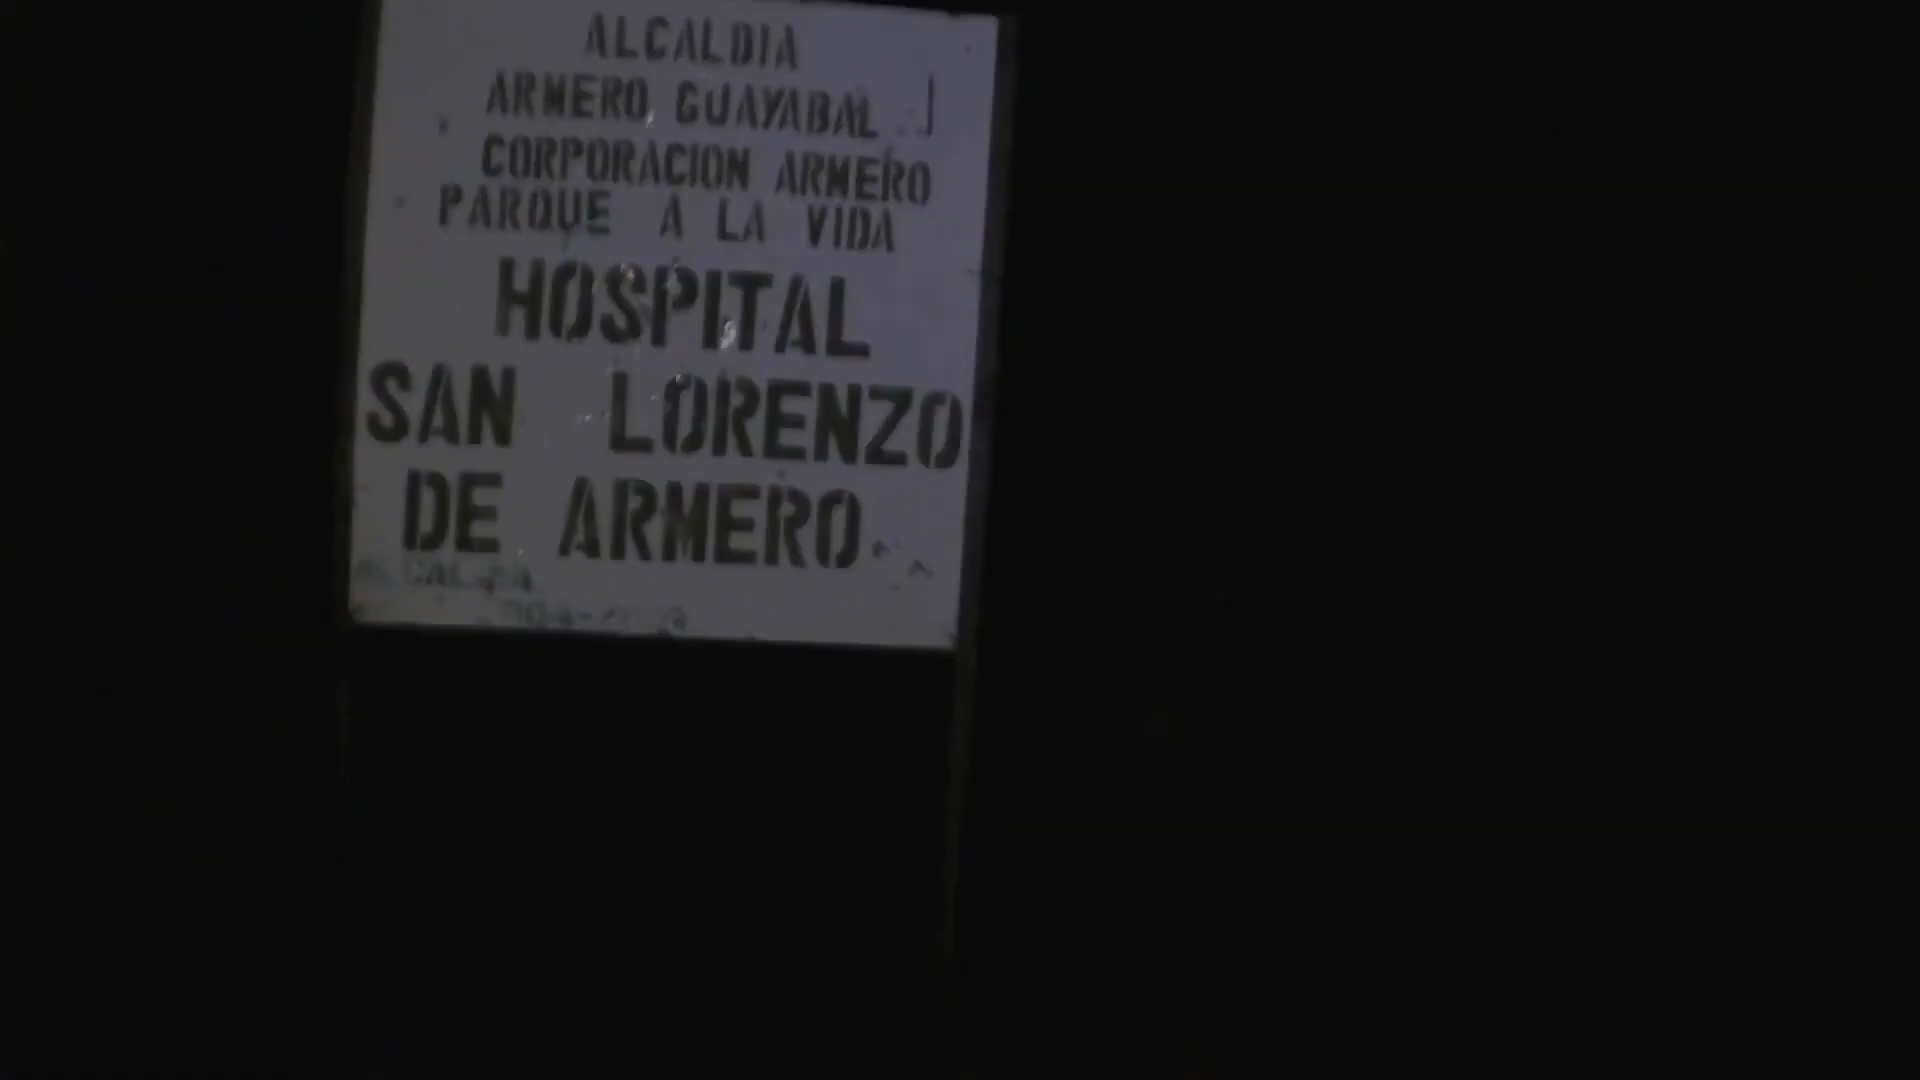 ALCALDIA
ARMERO GUAYABAL
CORPORACION ARMERO
PARQUE A LA VIDA
HOSPITAL
SAN LORENZO
DE ARMERO